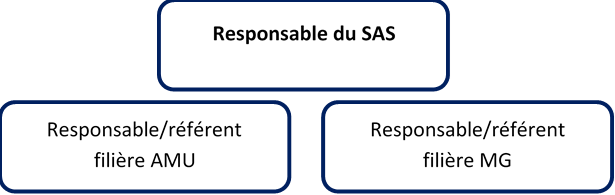 Responsable du SAS
Responsable/référent
filière AMU
Responsable/référent
filière MG